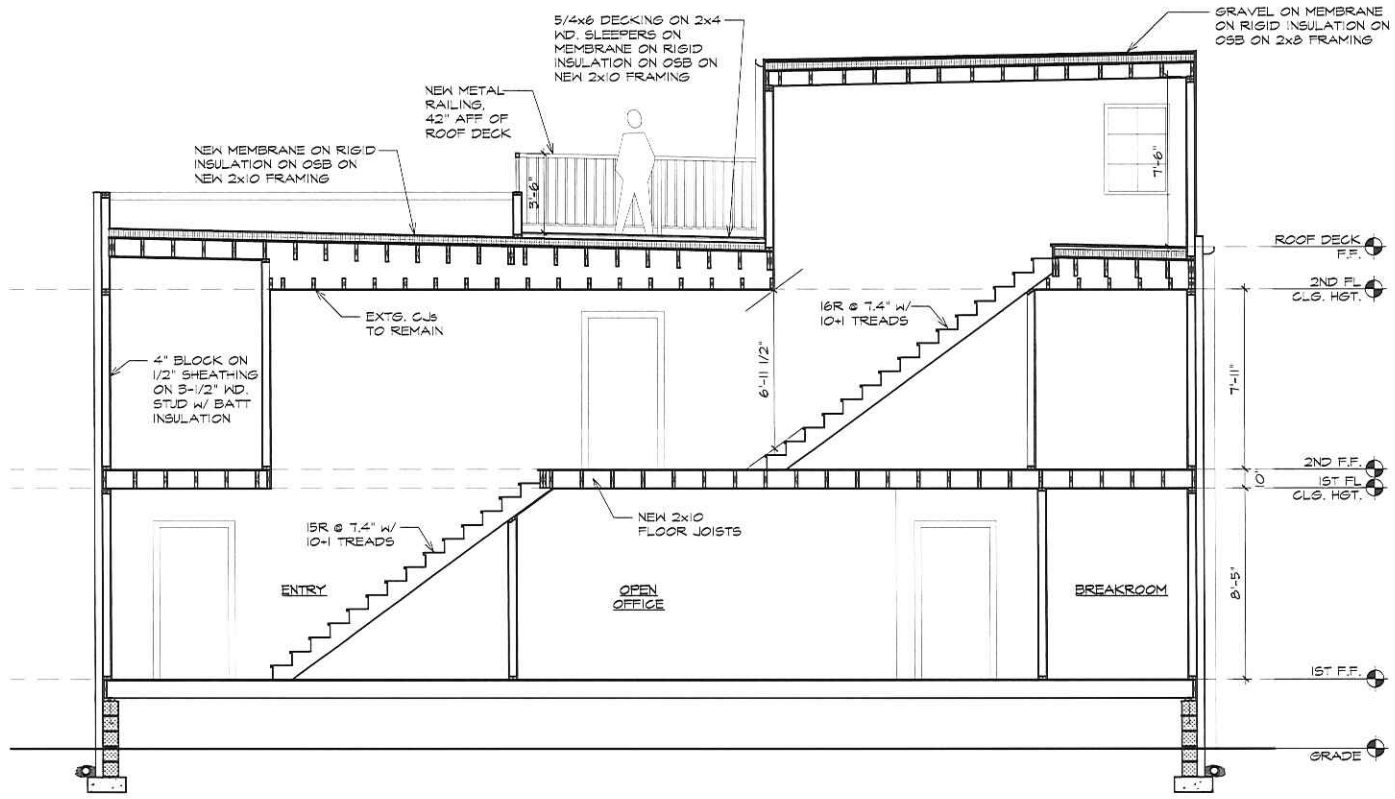 5/4x6 DECKING ON 2x4
WD. SLEEPERS ON
MEMBRANE ON RIGID
INSULATION ON OSB ON
NEW 2x10 FRAMING
GRAVEL ON MEMBRANE
ON RIGID INSULATION ON
OSB ON 2x8 FRAMING
NEW METAL
RAILING,
42" AFF OF
ROOF DECK
NEW MEMBRANE ON RIGID
INSULATION ON OSB ON
NEW 2x10 FRAMING
3'-6"
7'-6"
ROOF DECK
F.F.
2ND FL
CLG. HGT.
EXTG. CJs
TO REMAIN
16R @ 7.4" W/
10+1 TREADS
4" BLOCK ON
1/2" SHEATHING
ON 3-1/2" WD.
STUD W/ BATT
INSULATION
6'-11 1/2"
7'-11"
2ND F.F.
10"
1ST FL
CLG. HGT.
NEW 2x10
FLOOR JOISTS
15R @ 7.4" W/
10+1 TREADS
ENTRY
OPEN
OFFICE
BREAKROOM
8'-5"
1ST F.F.
GRADE